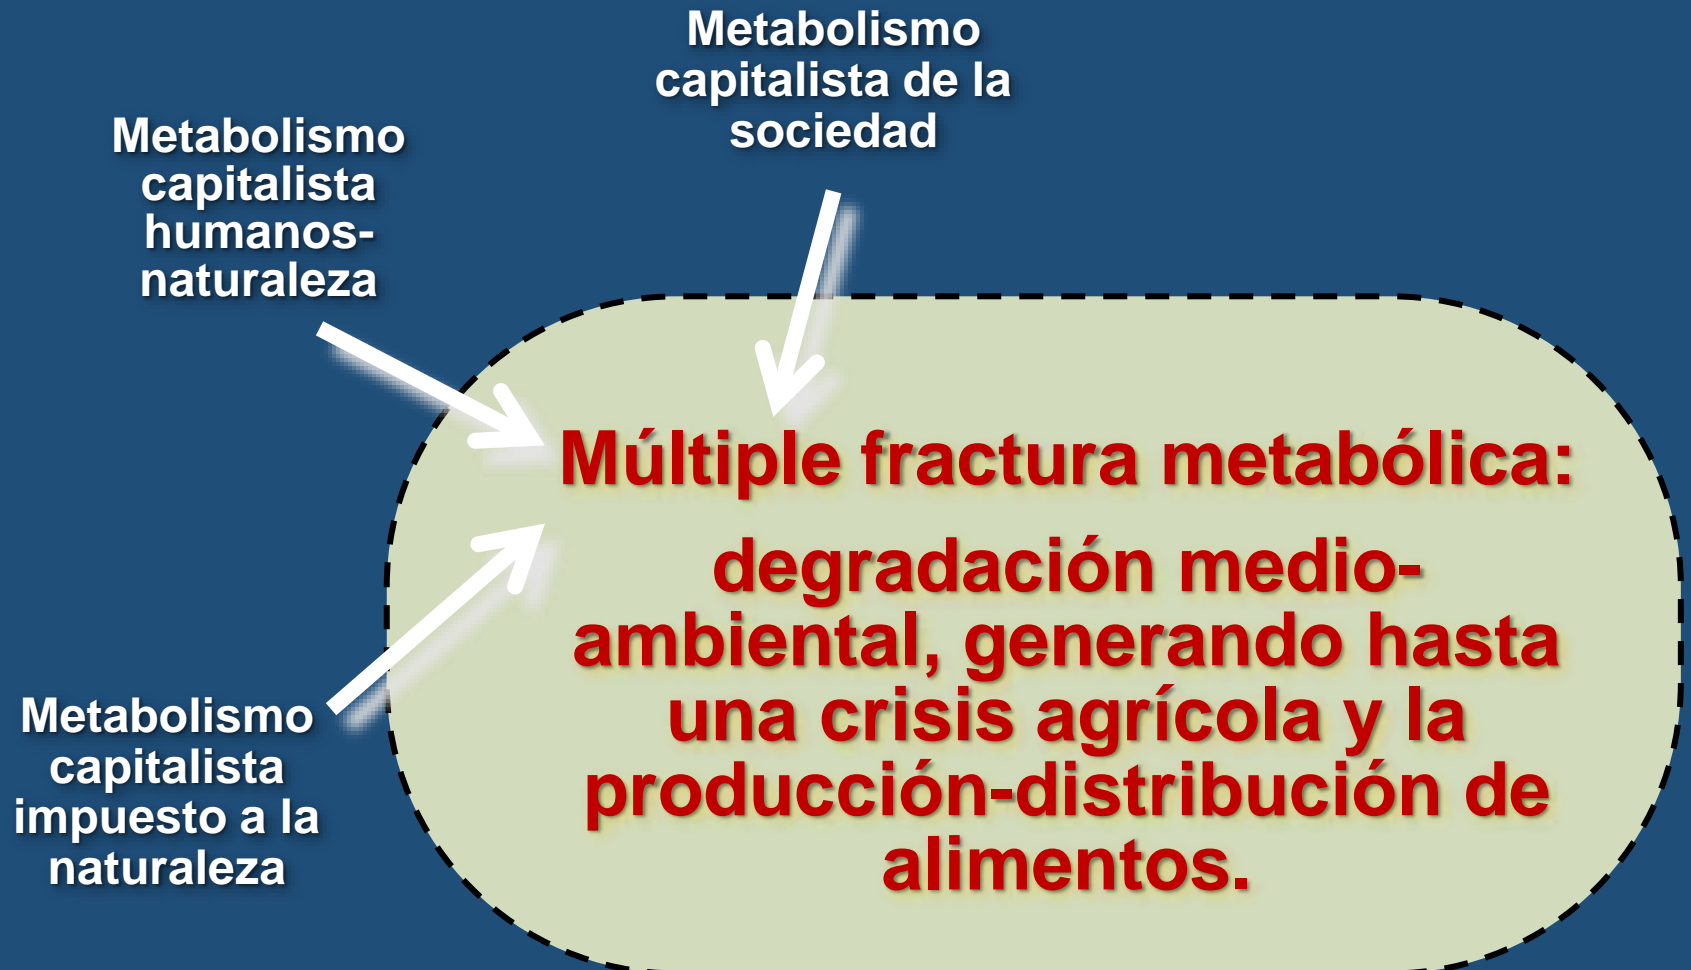 Metabolismo
capitalista de la
sociedad
Metabolismo
capitalista
humanos-
naturaleza
Múltiple fractura metabólica:
degradación medio-
ambiental, generando hasta
una crisis agrícola y la
producción-distribución de
alimentos.
Metabolismo
capitalista
impuesto a la
naturaleza